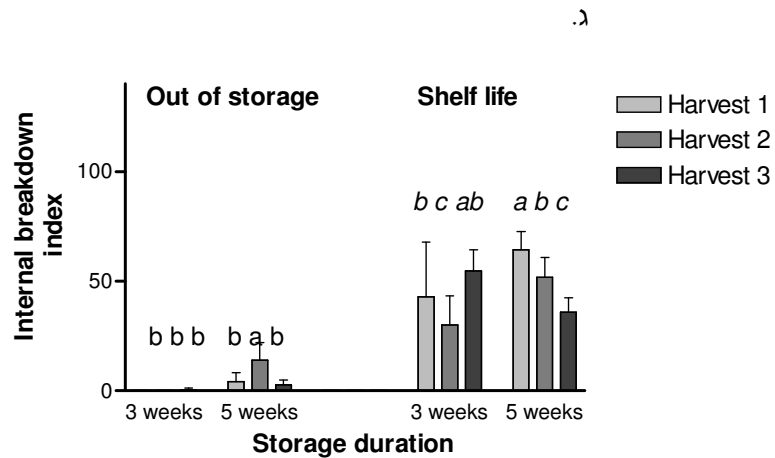 ג.
Out of storage
Shelf life
Harvest 1
Harvest 2
Harvest 3
Internal breakdown
index
100
50
0
b b b
b a b
b c ab
a b c
3 weeks
5 weeks
3 weeks
5 weeks
Storage duration